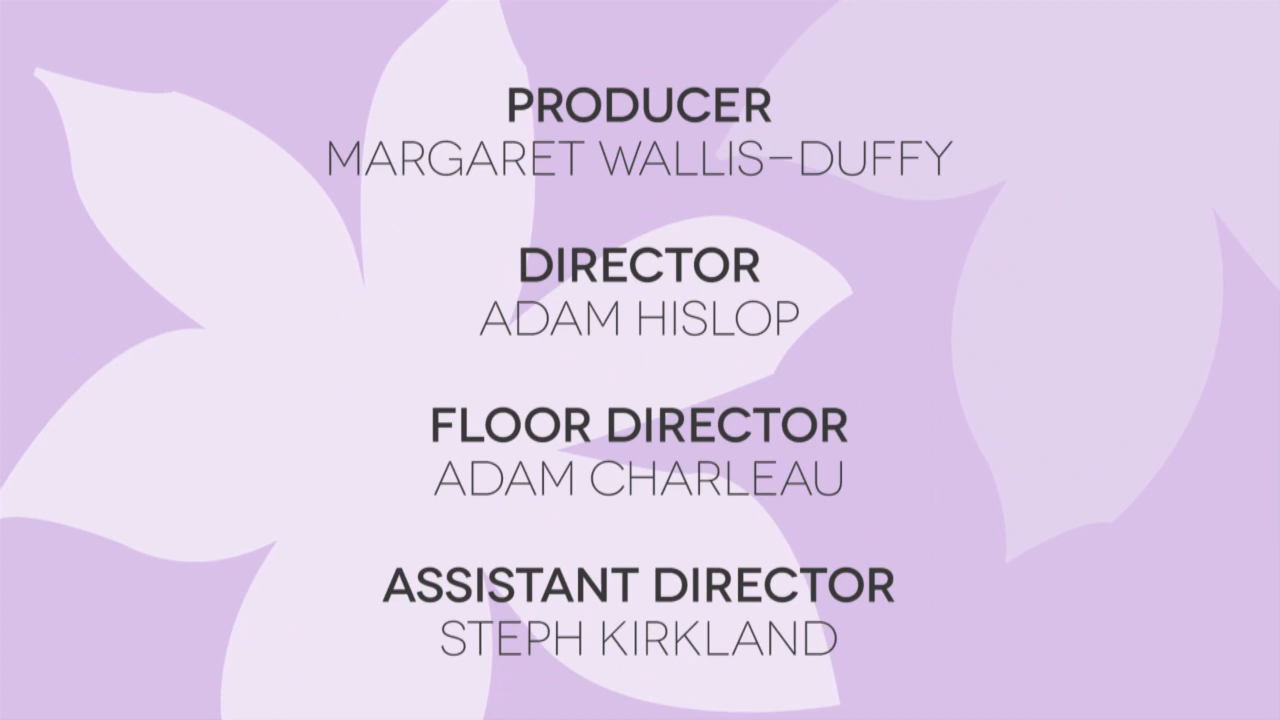 PRODUCER
MARGARET WALLIS-DUFFY
DIRECTOR
ADAM HISLOP
FLOOR DIRECTOR
ADAM CHARLEAU
ASSISTANT DIRECTOR
STEPH KIRKLAND